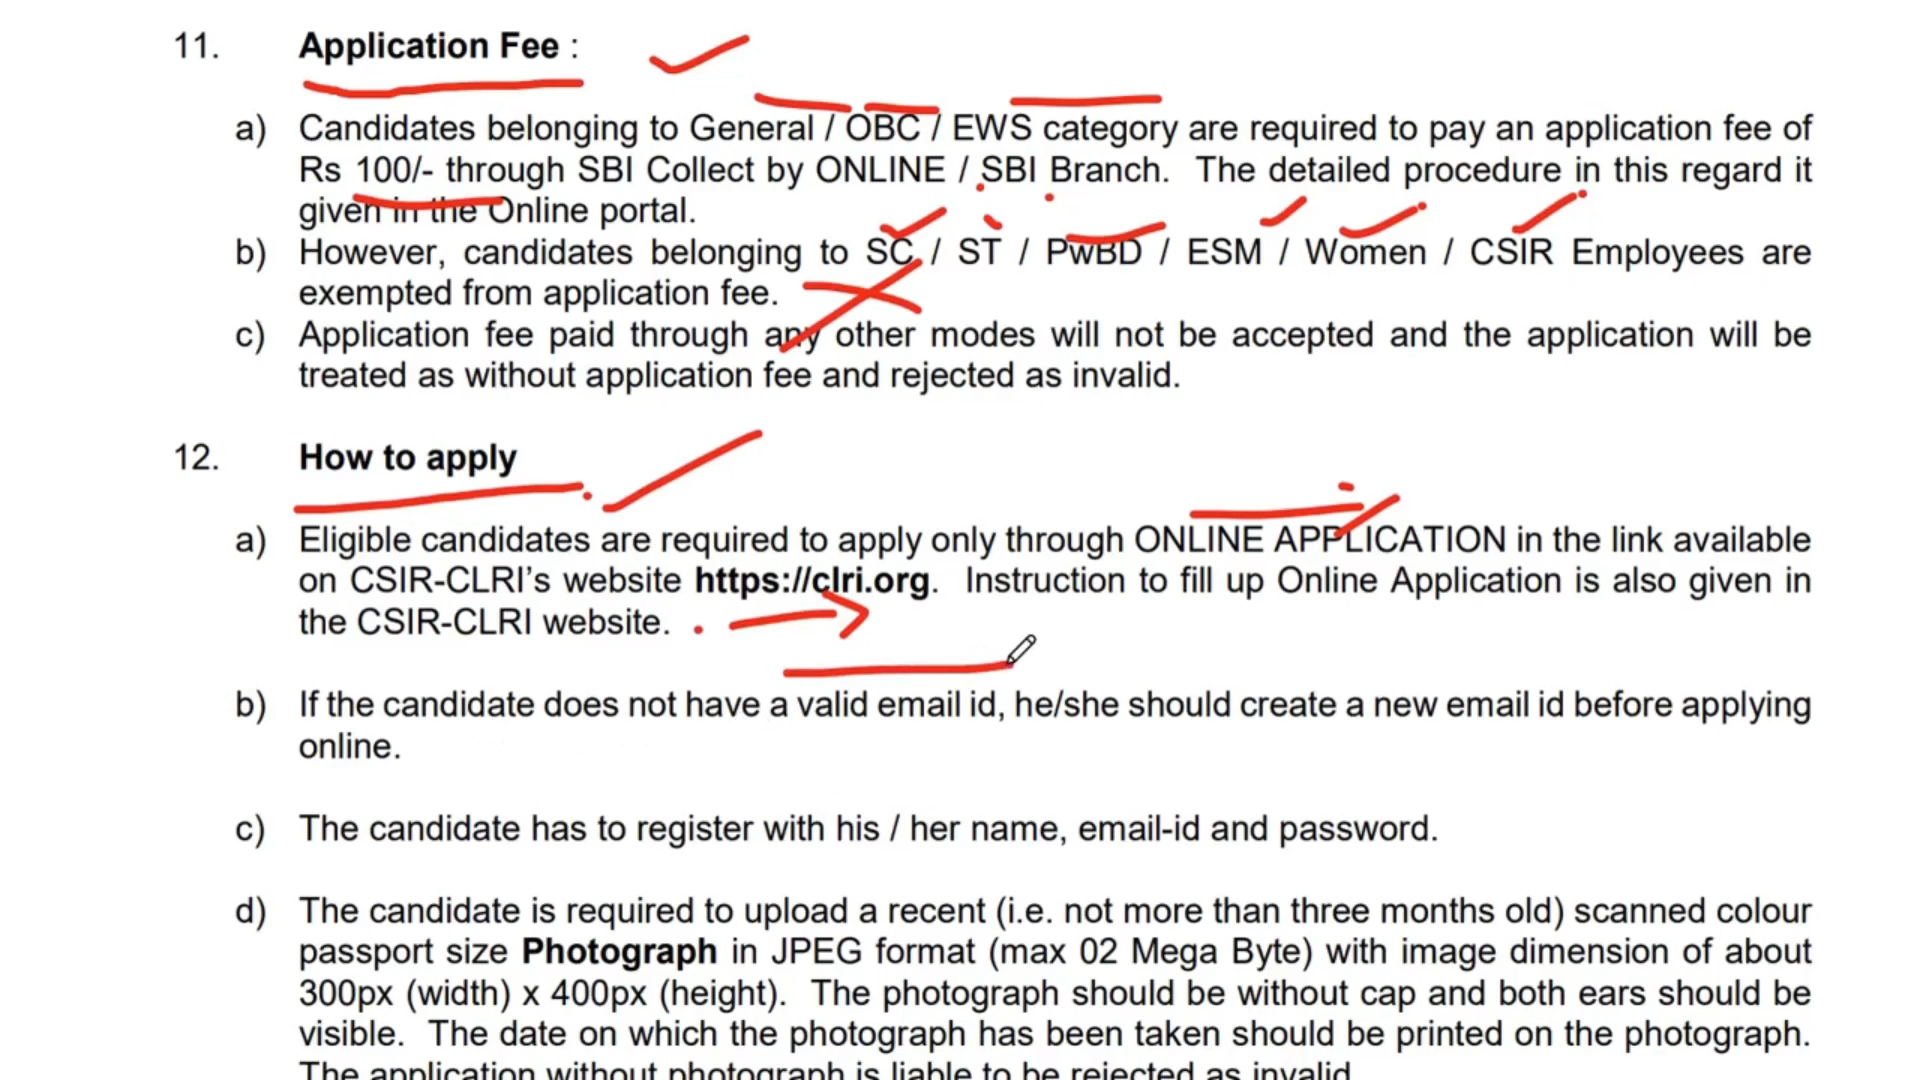 11. Application Fee :
a) Candidates belonging to General / OBC / EWS category are required to pay an application fee of
Rs 100/- through SBI Collect by ONLINE / SBI Branch. The detailed procedure in this regard it
given in the Online portal.
b) However, candidates belonging to SC / ST / PwBD / ESM / Women / CSIR Employees are
exempted from application fee.
c) Application fee paid through any other modes will not be accepted and the application will be
treated as without application fee and rejected as invalid.
12. How to apply
a) Eligible candidates are required to apply only through ONLINE APPLICATION in the link available
on CSIR-CLRI’s website https://clri.org. Instruction to fill up Online Application is also given in
the CSIR-CLRI website.
b) If the candidate does not have a valid email id, he/she should create a new email id before applying
online.
c) The candidate has to register with his / her name, email-id and password.
d) The candidate is required to upload a recent (i.e. not more than three months old) scanned colour
passport size Photograph in JPEG format (max 02 Mega Byte) with image dimension of about
300px (width) x 400px (height). The photograph should be without cap and both ears should be
visible. The date on which the photograph has been taken should be printed on the photograph.
The application without photograph is liable to be rejected as invalid.